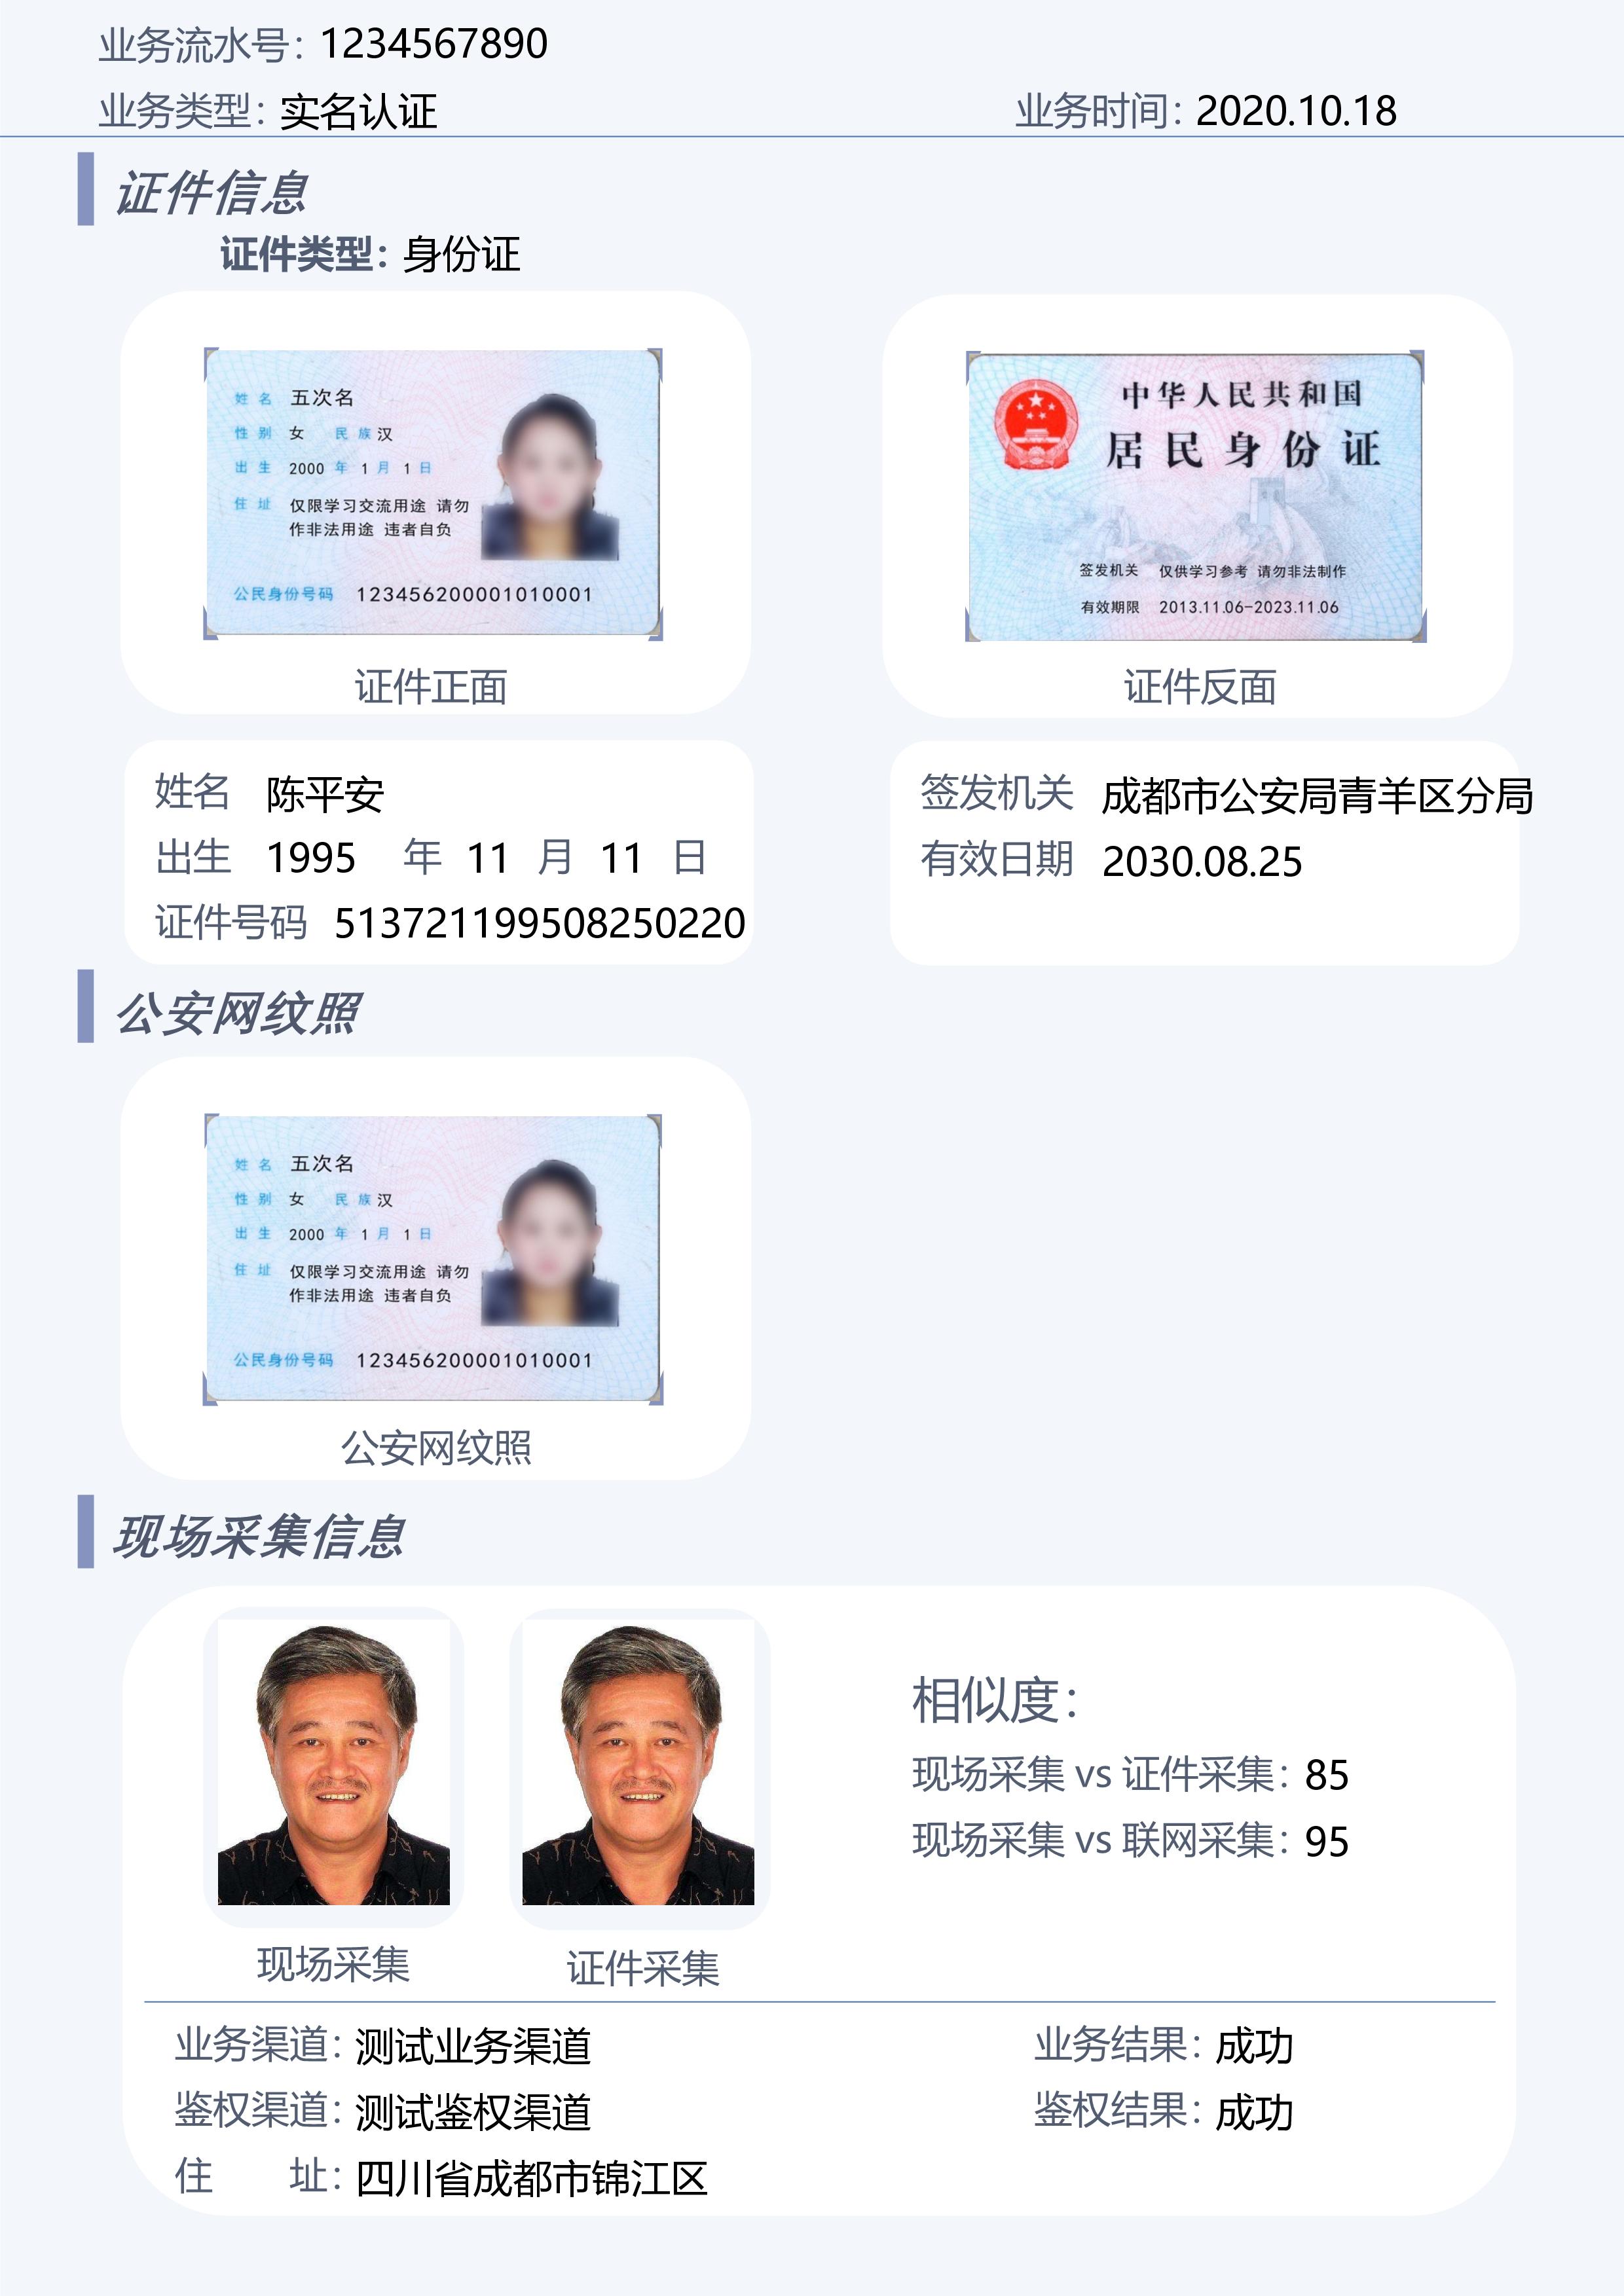 业务流水号：1234567890
业务类型：实名认证 业务时间：2020.10.18
证件信息
证件类型：身份证
姓名 五次名
性别 女 民族 汉
出生 2000 年 1 月 1 日
住址 仅限学习交流用途 请勿
作非法用途 违者自负
公民身份号码 123456200001010001
证件正面
中华人民共和国
居民身份证
签发机关 仅供学习参考 请勿非法制作
有效期限 2013.11.06-2023.11.06
证件反面
姓名 陈平安
出生 1995 年 11 月 11 日
证件号码 513721199508250220
签发机关 成都市公安局青羊区分局
有效日期 2030.08.25
公安网纹照
姓名 五次名
性别 女 民族 汉
出生 2000 年 1 月 1 日
住址 仅限学习交流用途 请勿
作非法用途 违者自负
公民身份号码 123456200001010001
公安网纹照
现场采集信息
现场采集
证件采集
相似度：
现场采集 vs 证件采集：85
现场采集 vs 联网采集：95
业务渠道：测试业务渠道 业务结果：成功
鉴权渠道：测试鉴权渠道 鉴权结果：成功
住 址：四川省成都市锦江区